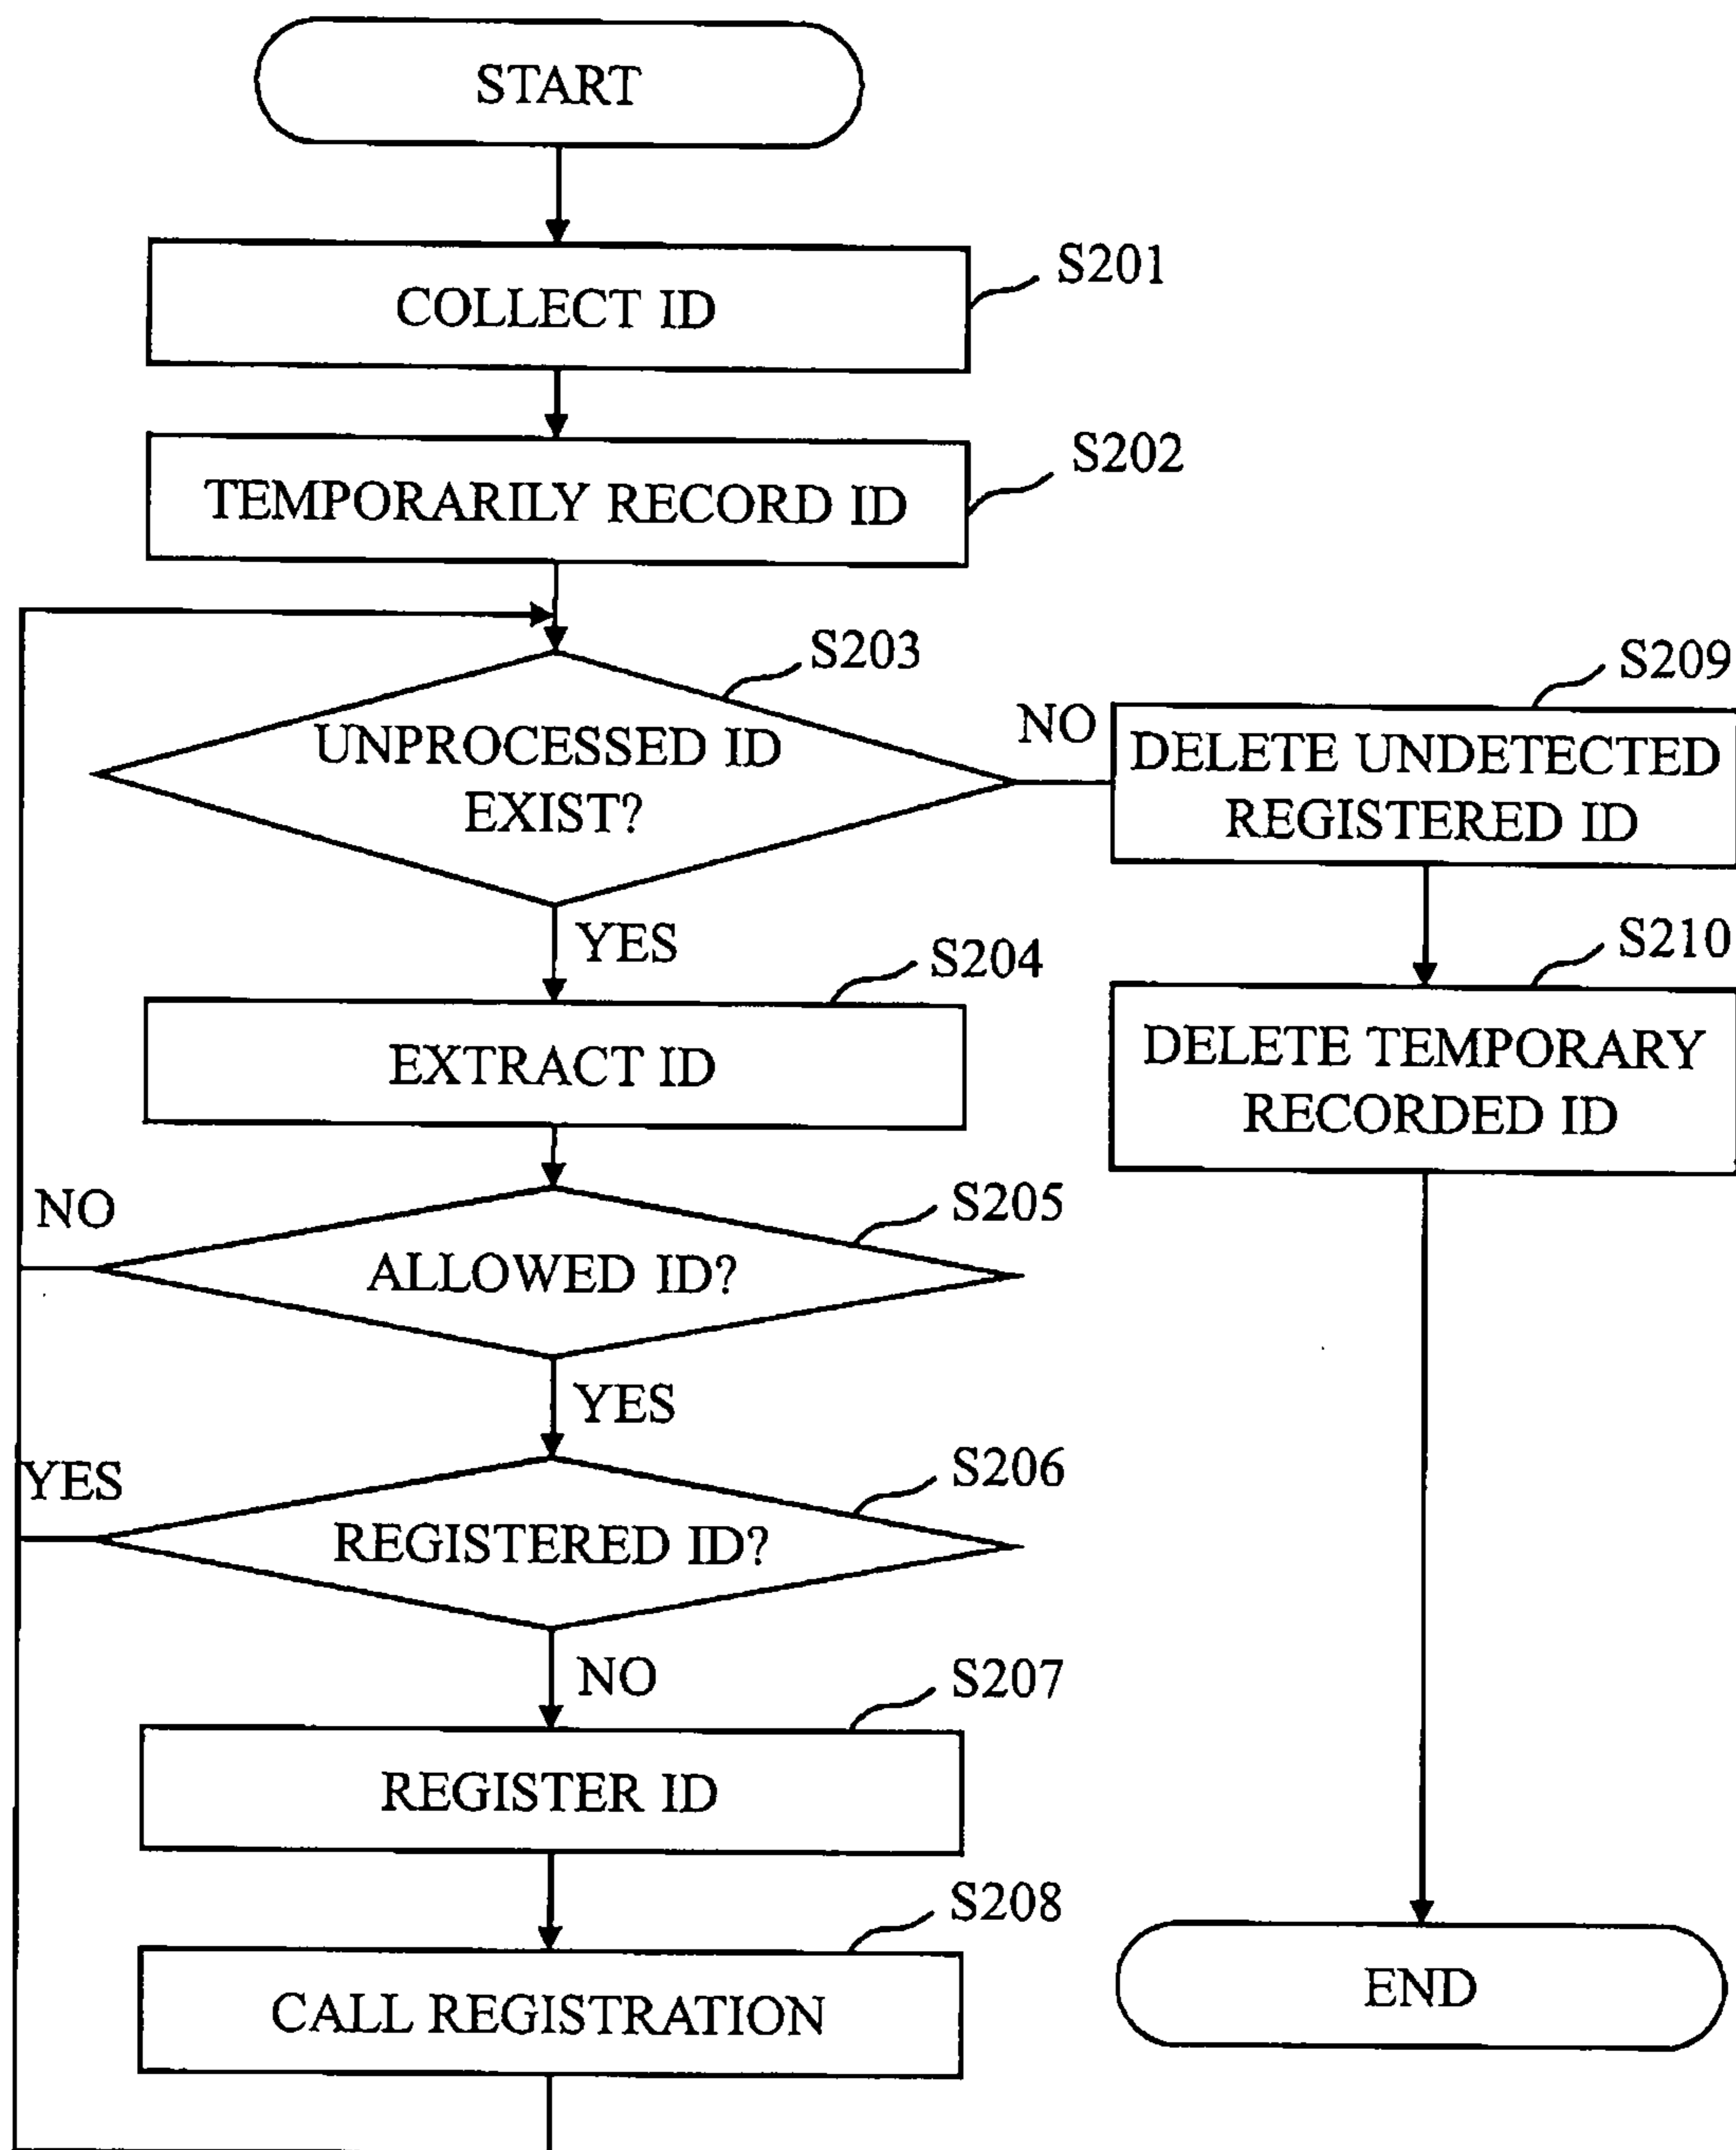 START
S201
COLLECT ID
S202
TEMPORARILY RECORD ID
S203
UNPROCESSED ID
EXIST?
NO
S209
DELETE UNDETECTED
REGISTERED ID
YES
S204
EXTRACT ID
S210
DELETE TEMPORARY
RECORDED ID
NO
S205
ALLOWED ID?
YES
YES
S206
REGISTERED ID?
NO
S207
REGISTER ID
S208
CALL REGISTRATION
END